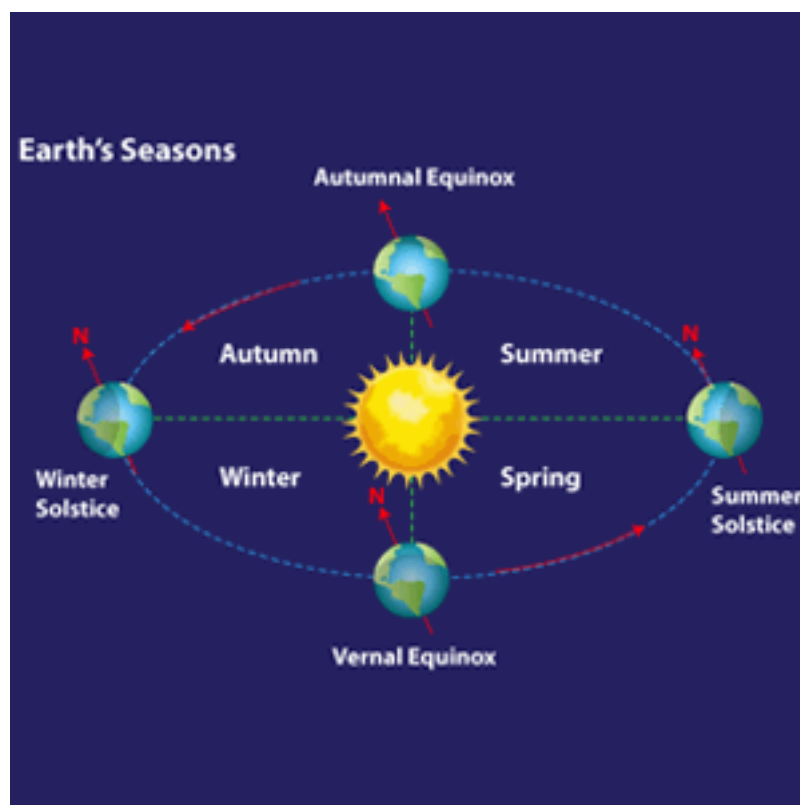 Earth's Seasons
Autumnal Equinox
N
N
Autumn
Summer
Winter
Solstice
Winter
Spring
Summer
Solstice
N
Vernal Equinox